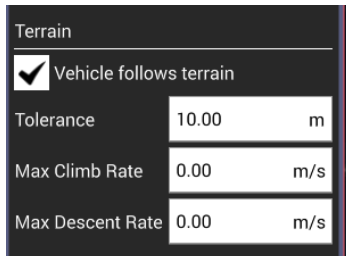 Terrain
Vehicle follows terrain
Tolerance 10.00 m
Max Climb Rate 0.00 m/s
Max Descent Rate 0.00 m/s